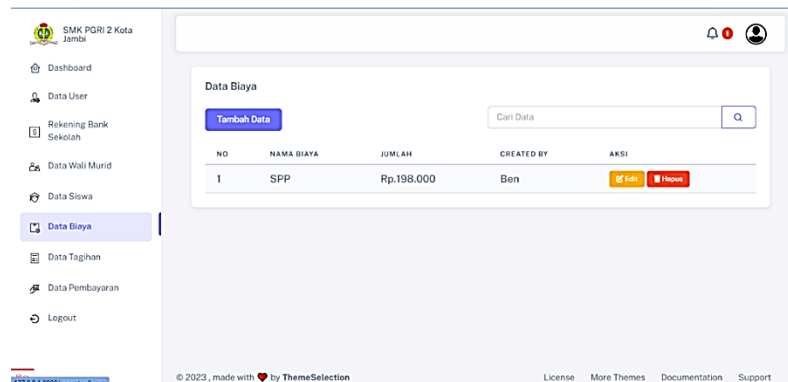 SMK PGRI 2 Kota
Jambi
1
Dashboard
Data User
Rekening Bank
Sekolah
Data Wali Murid
Data Siswa
Data Biaya
Data Tagihan
Data Pembayaran
Logout
Data Biaya
Tambah Data
Cari Data
NO NAMA BIAYA JUMLAH CREATED BY AKSI
1 SPP Rp.198.000 Ben Edit Hapus
© 2023 , made with ❤ by ThemeSelection
License More Themes Documentation Support